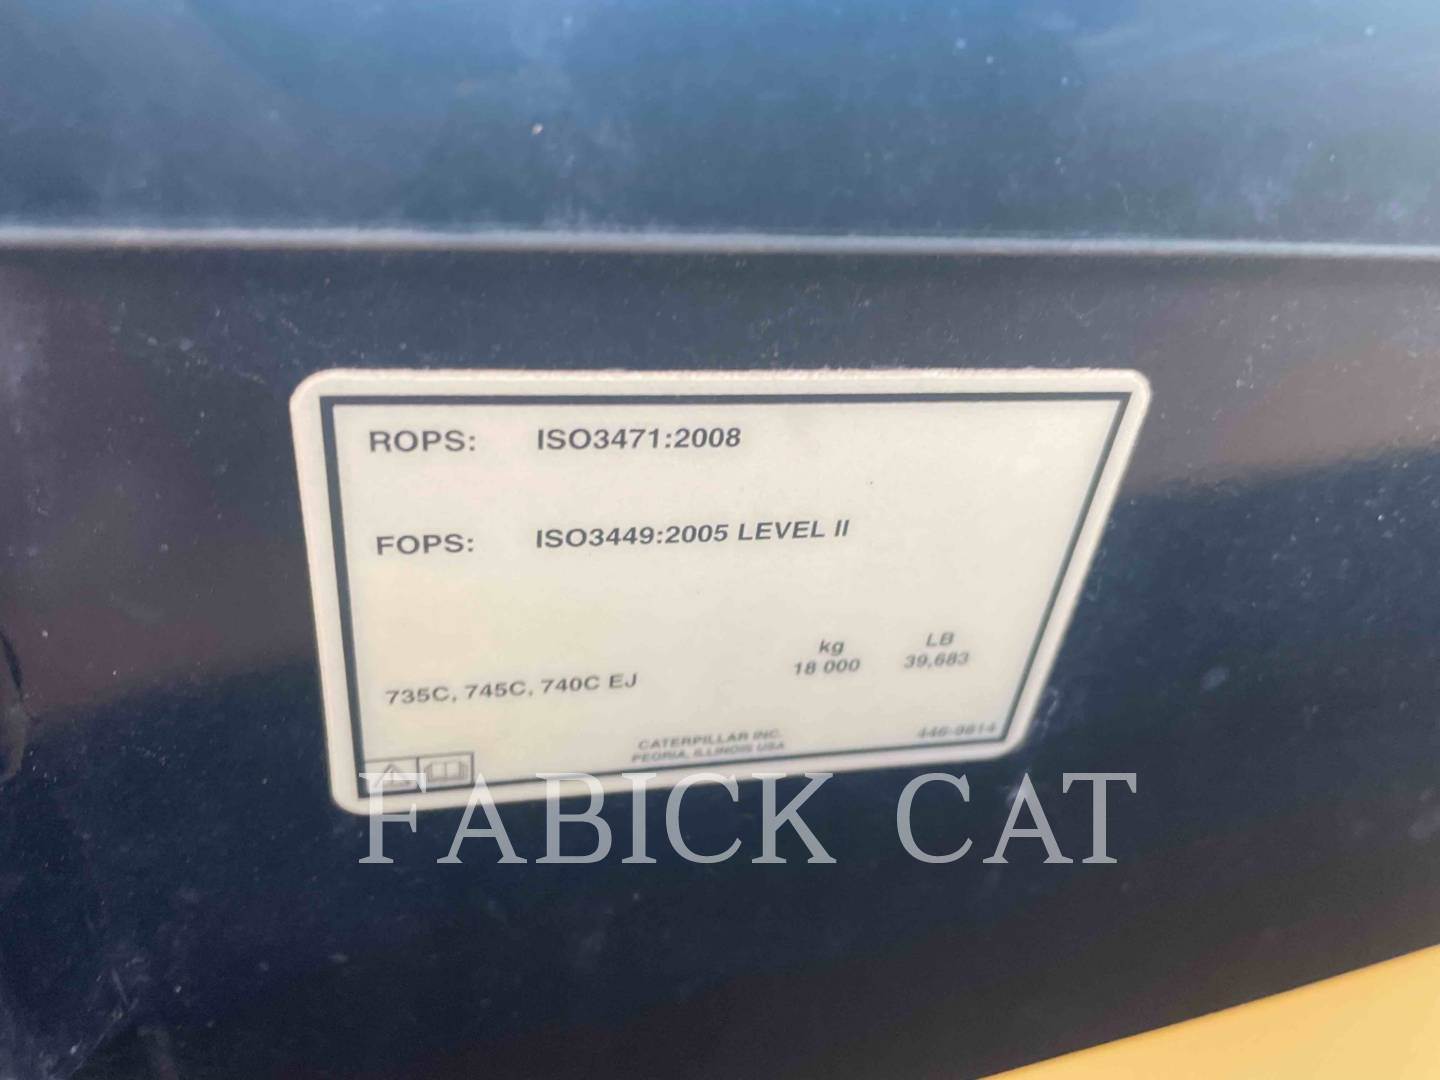 ROPS: ISO3471:2008
FOPS: ISO3449:2005 LEVEL II
kg LB
735C, 745C, 740C EJ 18 000 39,683
CATERPILLAR INC.
PEORIA, ILLINOIS USA 446-9814
FABICK CAT